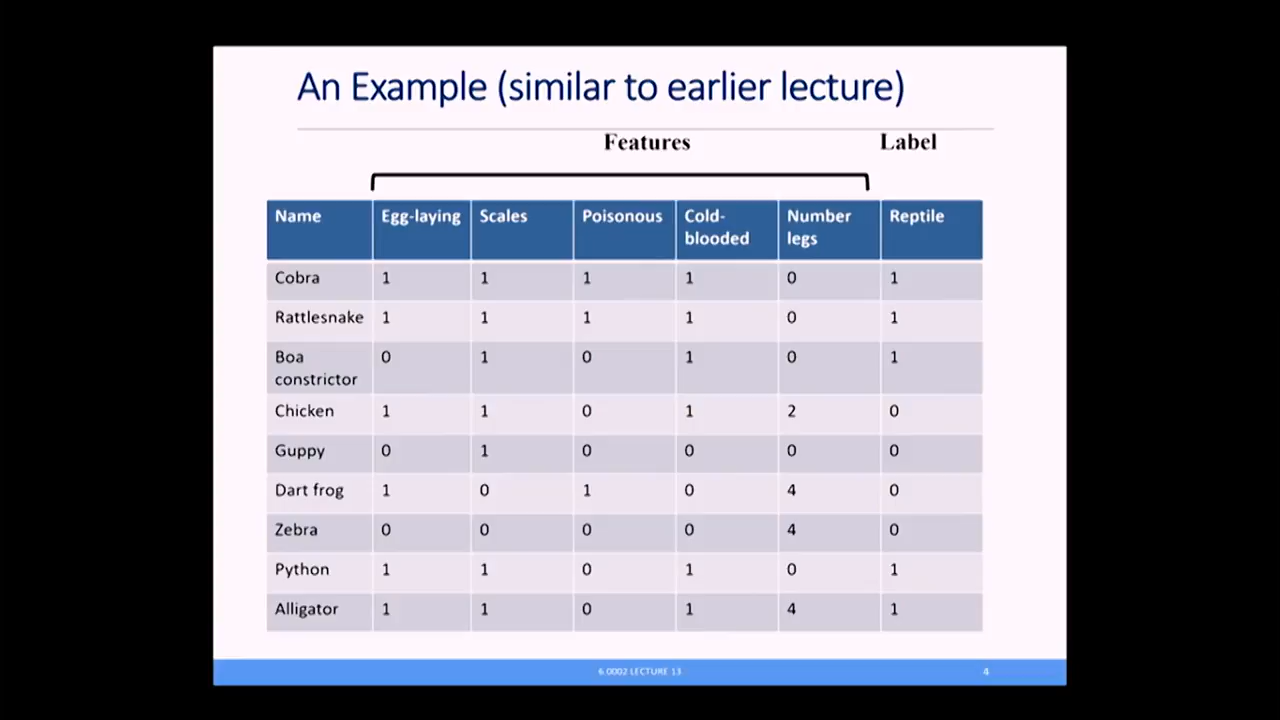 An Example (similar to earlier lecture)
Features Label
Name Egg-laying Scales Poisonous Cold-blooded Number legs Reptile
Cobra 1 1 1 1 0 1
Rattlesnake 1 1 1 1 0 1
Boa constrictor 0 1 0 1 0 1
Chicken 1 1 0 1 2 0
Guppy 0 1 0 0 0 0
Dart frog 1 0 1 0 4 0
Zebra 0 0 0 0 4 0
Python 1 1 0 1 0 1
Alligator 1 1 0 1 4 1
6.0002 LECTURE 13 4